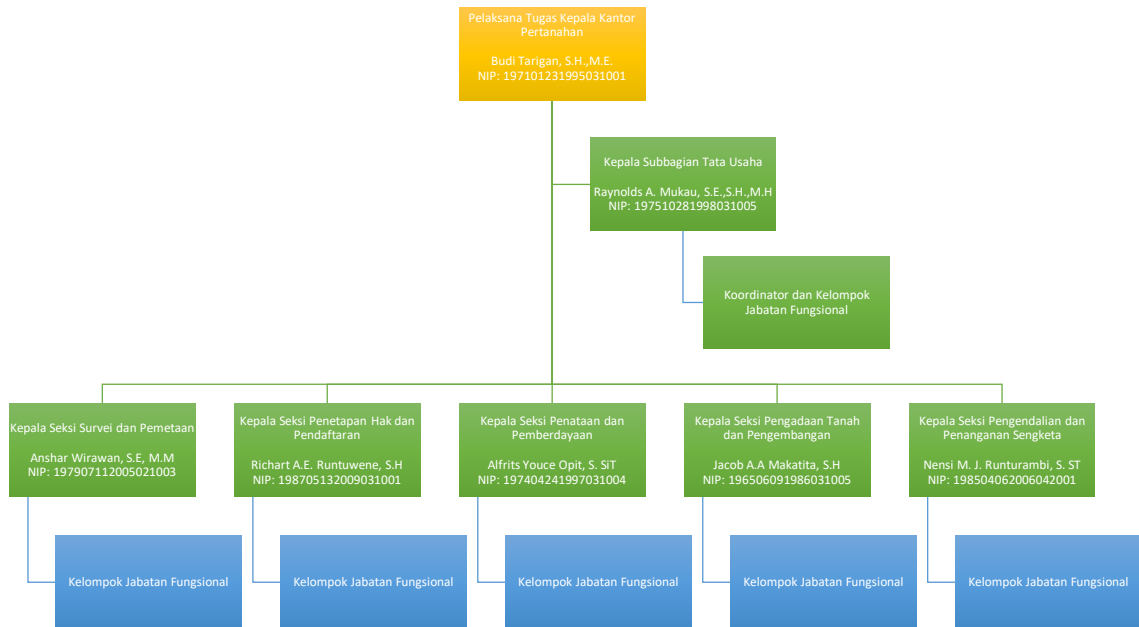 Pelaksana Tugas Kepala Kantor
Pertanahan
Budi Tarigan, S.H.,M.E.
NIP: 197101231995031001
Kepala Subbagian Tata Usaha
Raynolds A. Mukau, S.E.,S.H.,M.H
NIP: 197510281998031005
Koordinator dan Kelompok
Jabatan Fungsional
Kepala Seksi Survei dan Pemetaan
Anshar Wirawan, S.E, M.M
NIP: 197907112005021003
Kepala Seksi Penetapan Hak dan
Pendaftaran
Richart A.E. Runtuwene, S.H
NIP: 198705132009031001
Kepala Seksi Penataan dan
Pemberdayaan
Alfrits Youce Opit, S. SiT
NIP: 197404241997031004
Kepala Seksi Pengadaan Tanah
dan Pengembangan
Jacob A.A Makatita, S.H
NIP: 196506091986031005
Kepala Seksi Pengendalian dan
Penanganan Sengketa
Nensi M. J. Runturambi, S. ST
NIP: 198504062006042001
Kelompok Jabatan Fungsional
Kelompok Jabatan Fungsional
Kelompok Jabatan Fungsional
Kelompok Jabatan Fungsional
Kelompok Jabatan Fungsional